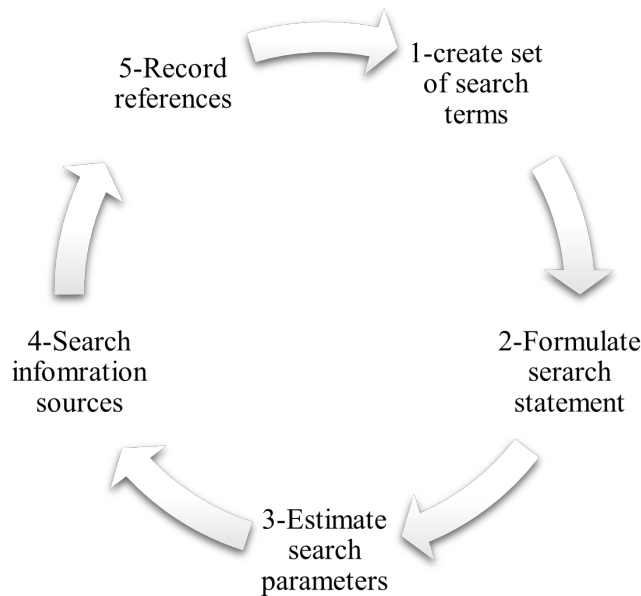 1-create set
of search
terms
2-Formulate
serarch
statement
3-Estimate
search
parameters
4-Search
infomration
sources
5-Record
references